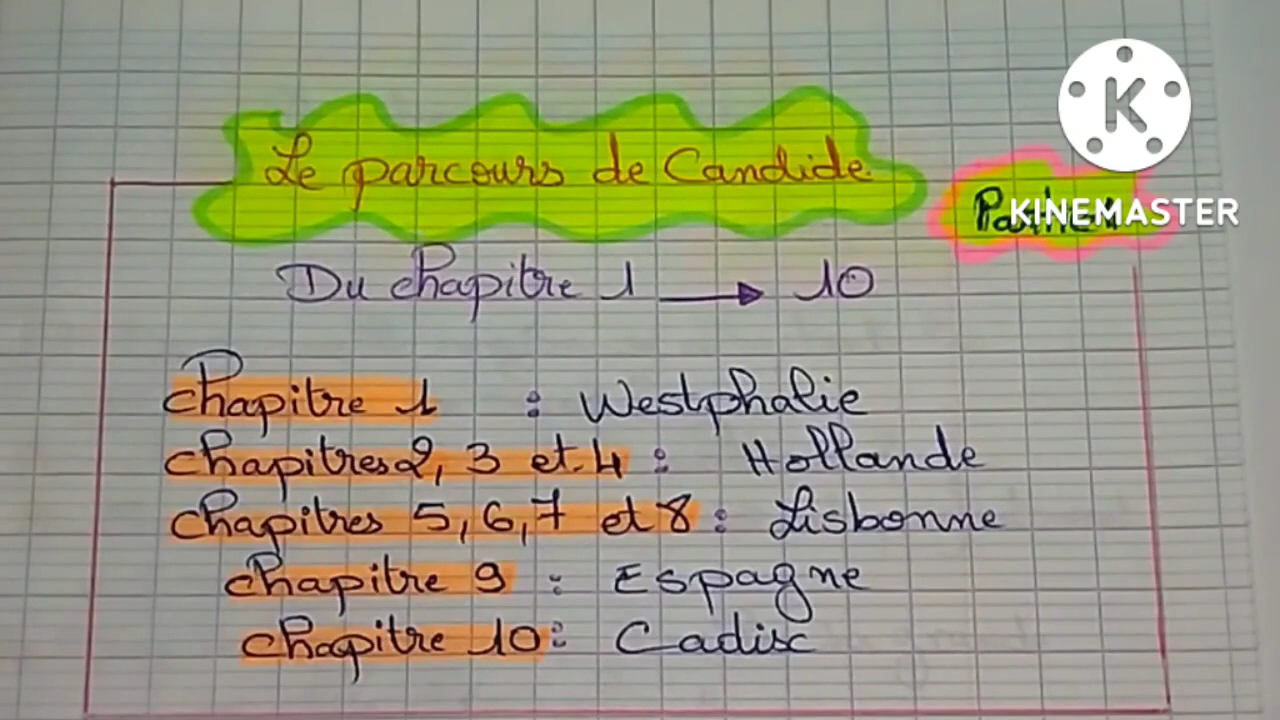 Le parcours de Candide
KINEMASTER
Du chapitre 1 → 10
chapitre 1 : Westphalie
chapitres 2, 3 et 4 : Hollande
chapitres 5, 6, 7 et 8 : Lisbonne
chapitre 9 : Espagne
chapitre 10 : Cadix